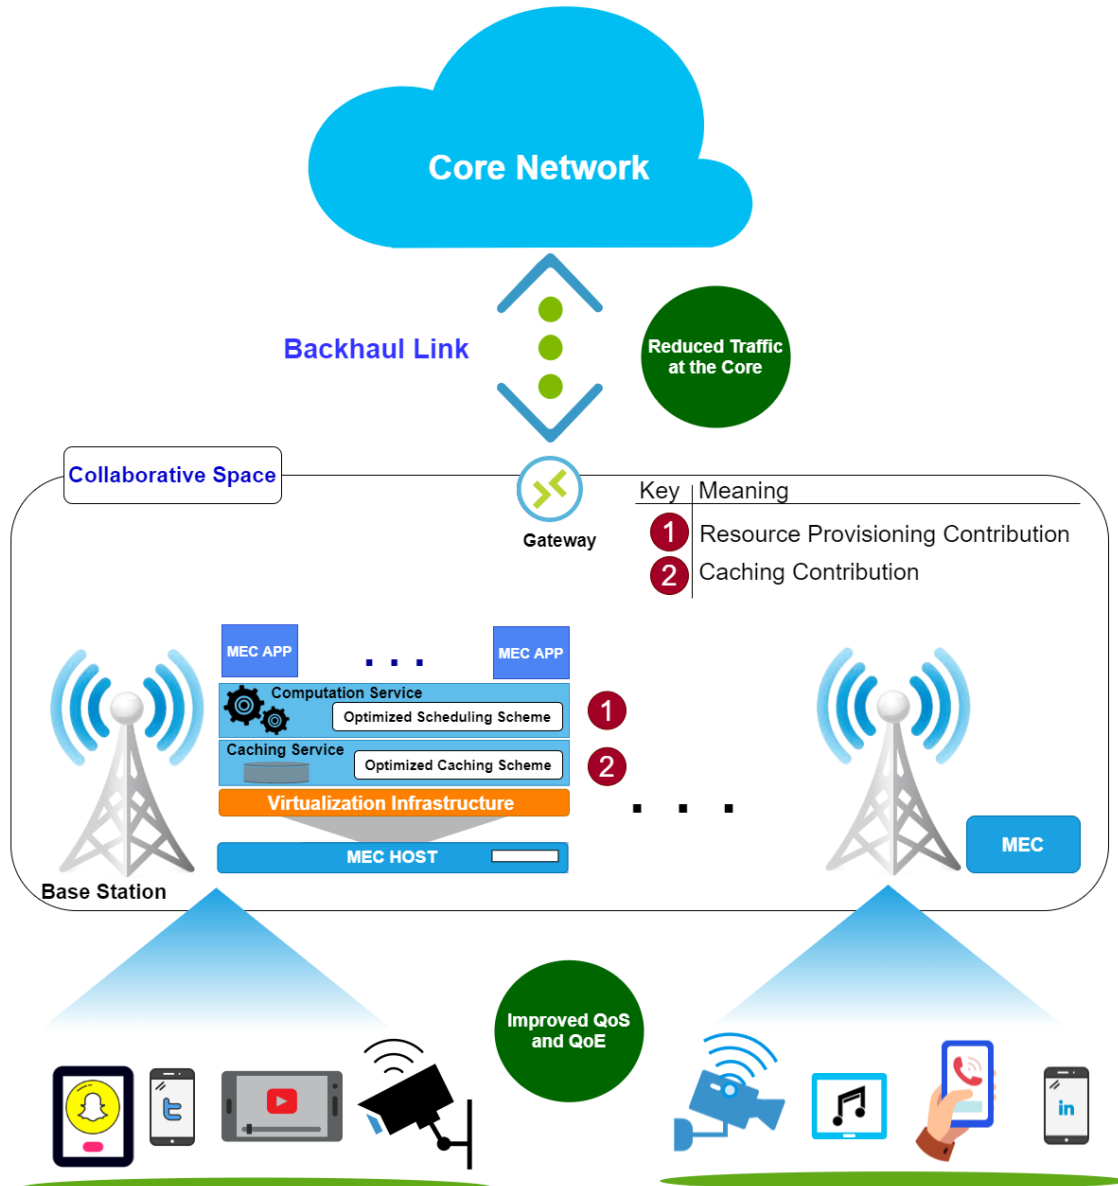 Core Network
Backhaul Link
Reduced Traffic
at the Core
Collaborative Space
Gateway
Key Meaning
1 Resource Provisioning Contribution
2 Caching Contribution
MEC APP
. . .
MEC APP
Computation Service
Optimized Scheduling Scheme
1
Caching Service
Optimized Caching Scheme
2
Virtualization Infrastructure
. . .
MEC HOST
MEC
Base Station
Improved QoS
and QoE
in